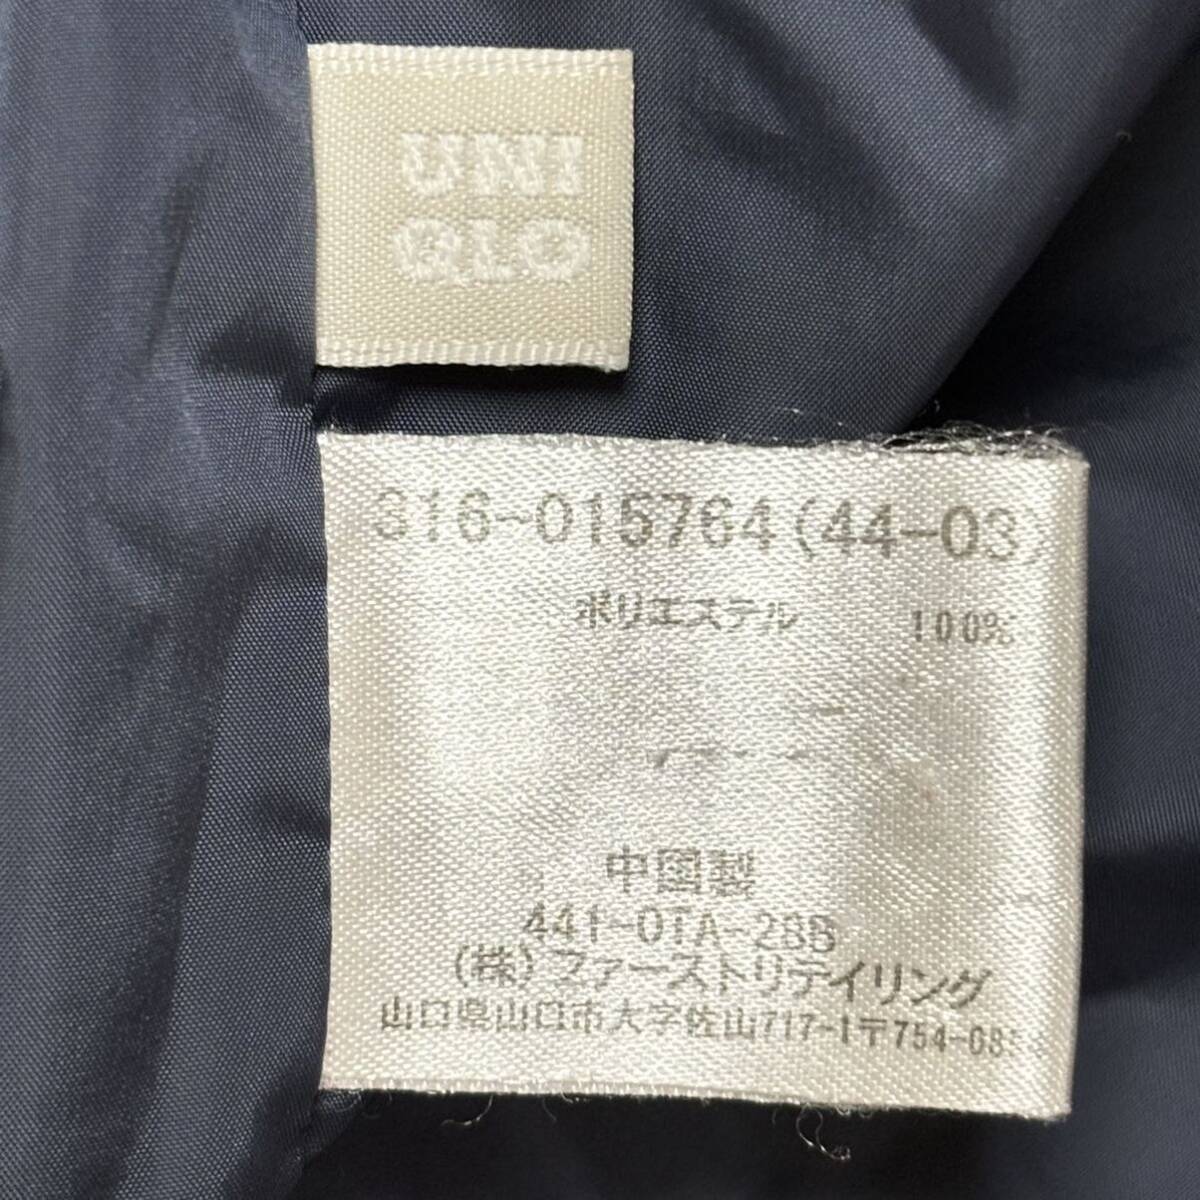 UNI
QLO
316-015764(44-03)
ポリエステル 100%
中国製
441-OTA-28B
(株)ファーストリテイリング
山口県山口市大字佐山717-1〒754-08